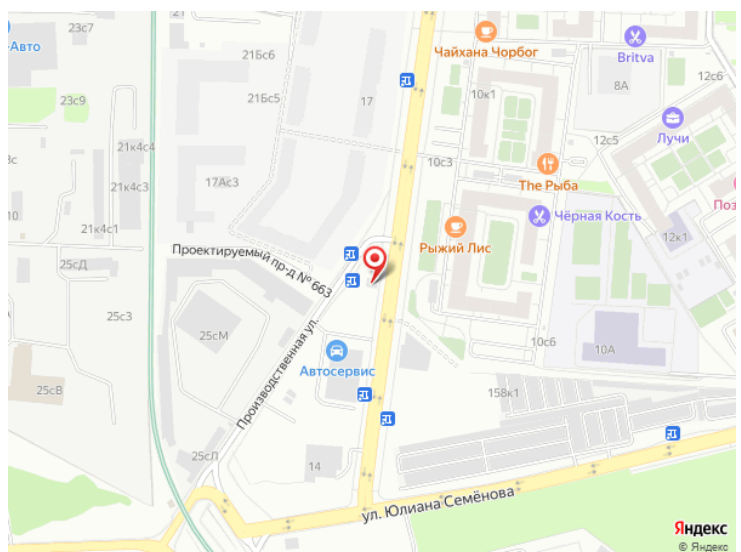 23с7
-Авто
23с9
21Бс6
Чайхана Чорбог
Britva
8А
12с6
17
21Бс5
10к1
12с5
Лучи
21к4с4
с
17Ас3
10с3
The Рыба
21к4с3
Поз
10
21к4с1
Чёрная Кость
12к1
Рыжий Лис
Проектируемый пр-д № 663
25сД
25с3
25сМ
10с6
10А
Производственная ул.
Автосервис
25сВ
158к1
25сЛ
14
ул. Юлиана Семёнова
Яндекс
© Яндекс